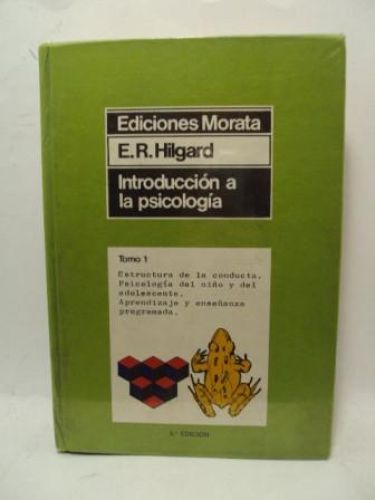 Ediciones Morata
E.R. Hilgard
Introducción a
la psicología
Tomo 1
Estructura de la conducta.
Psicología del niño y del
adolescente.
Aprendizaje y enseñanza
programada.
EDICION